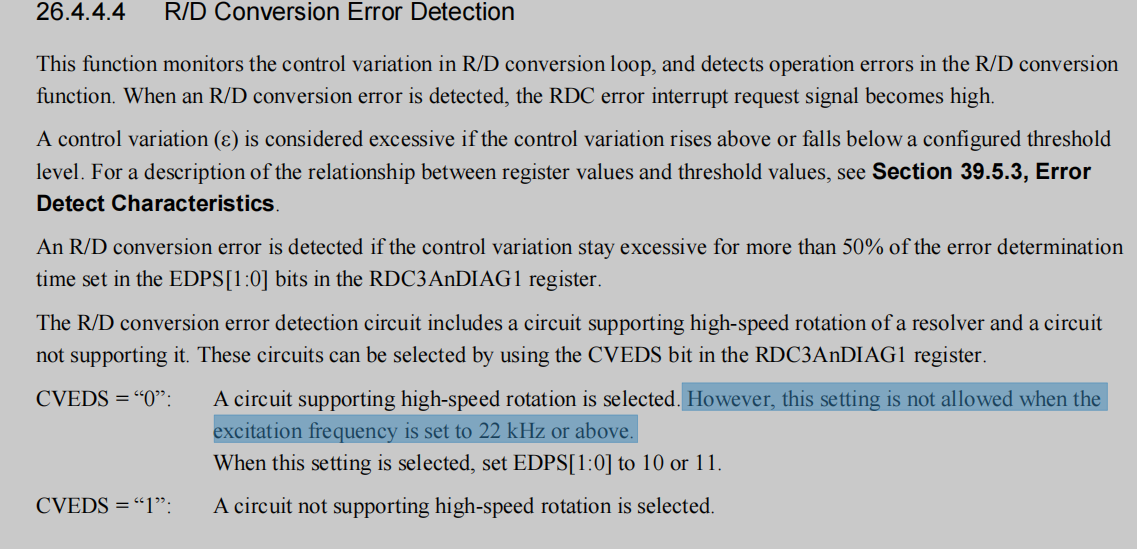 26.4.4.4 R/D Conversion Error Detection
This function monitors the control variation in R/D conversion loop, and detects operation errors in the R/D conversion
function. When an R/D conversion error is detected, the RDC error interrupt request signal becomes high.
A control variation (ε) is considered excessive if the control variation rises above or falls below a configured threshold
level. For a description of the relationship between register values and threshold values, see Section 39.5.3, Error
Detect Characteristics.
An R/D conversion error is detected if the control variation stay excessive for more than 50% of the error determination
time set in the EDPS[1:0] bits in the RDC3AnDIAG1 register.
The R/D conversion error detection circuit includes a circuit supporting high-speed rotation of a resolver and a circuit
not supporting it. These circuits can be selected by using the CVEDS bit in the RDC3AnDIAG1 register.
CVEDS = “0”: A circuit supporting high-speed rotation is selected. However, this setting is not allowed when the
excitation frequency is set to 22 kHz or above.
When this setting is selected, set EDPS[1:0] to 10 or 11.
CVEDS = “1”: A circuit not supporting high-speed rotation is selected.